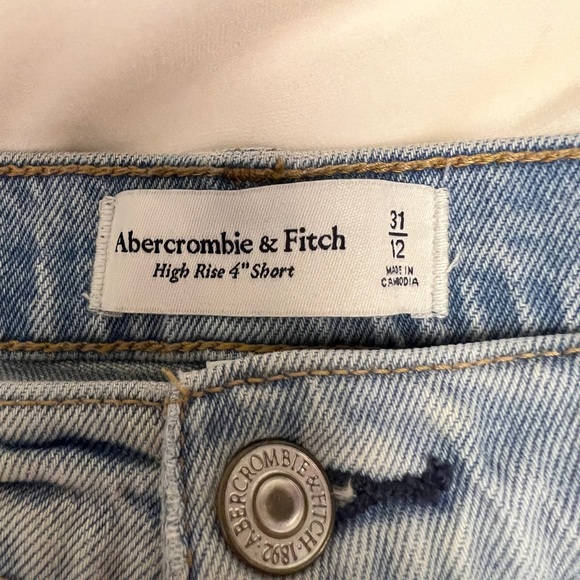 Abercrombie & Fitch
High Rise 4" Short
31
12
MADE IN
CAMBODIA
ABERCROMBIE & FITCH · 1892 ·